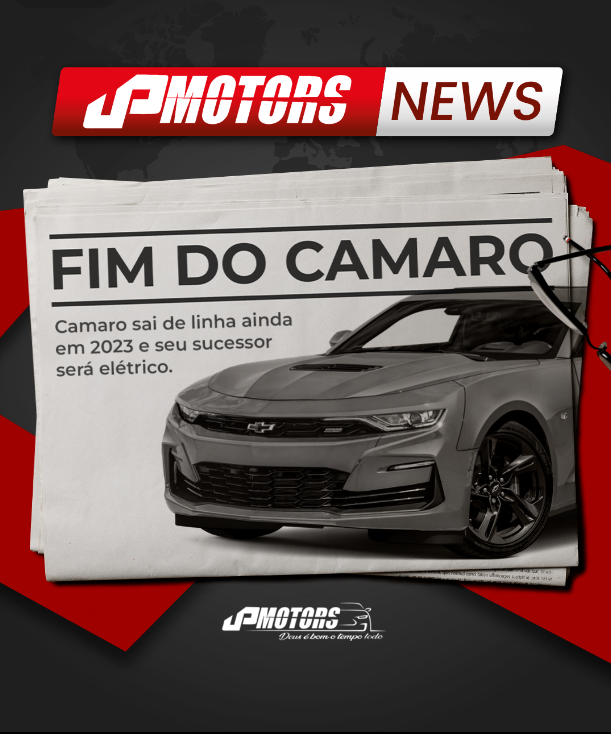 JPMOTORS NEWS
FIM DO CAMARO
Camaro sai de linha ainda
em 2023 e seu sucessor
será elétrico.
JPMOTORS
Deus é bom o tempo todo